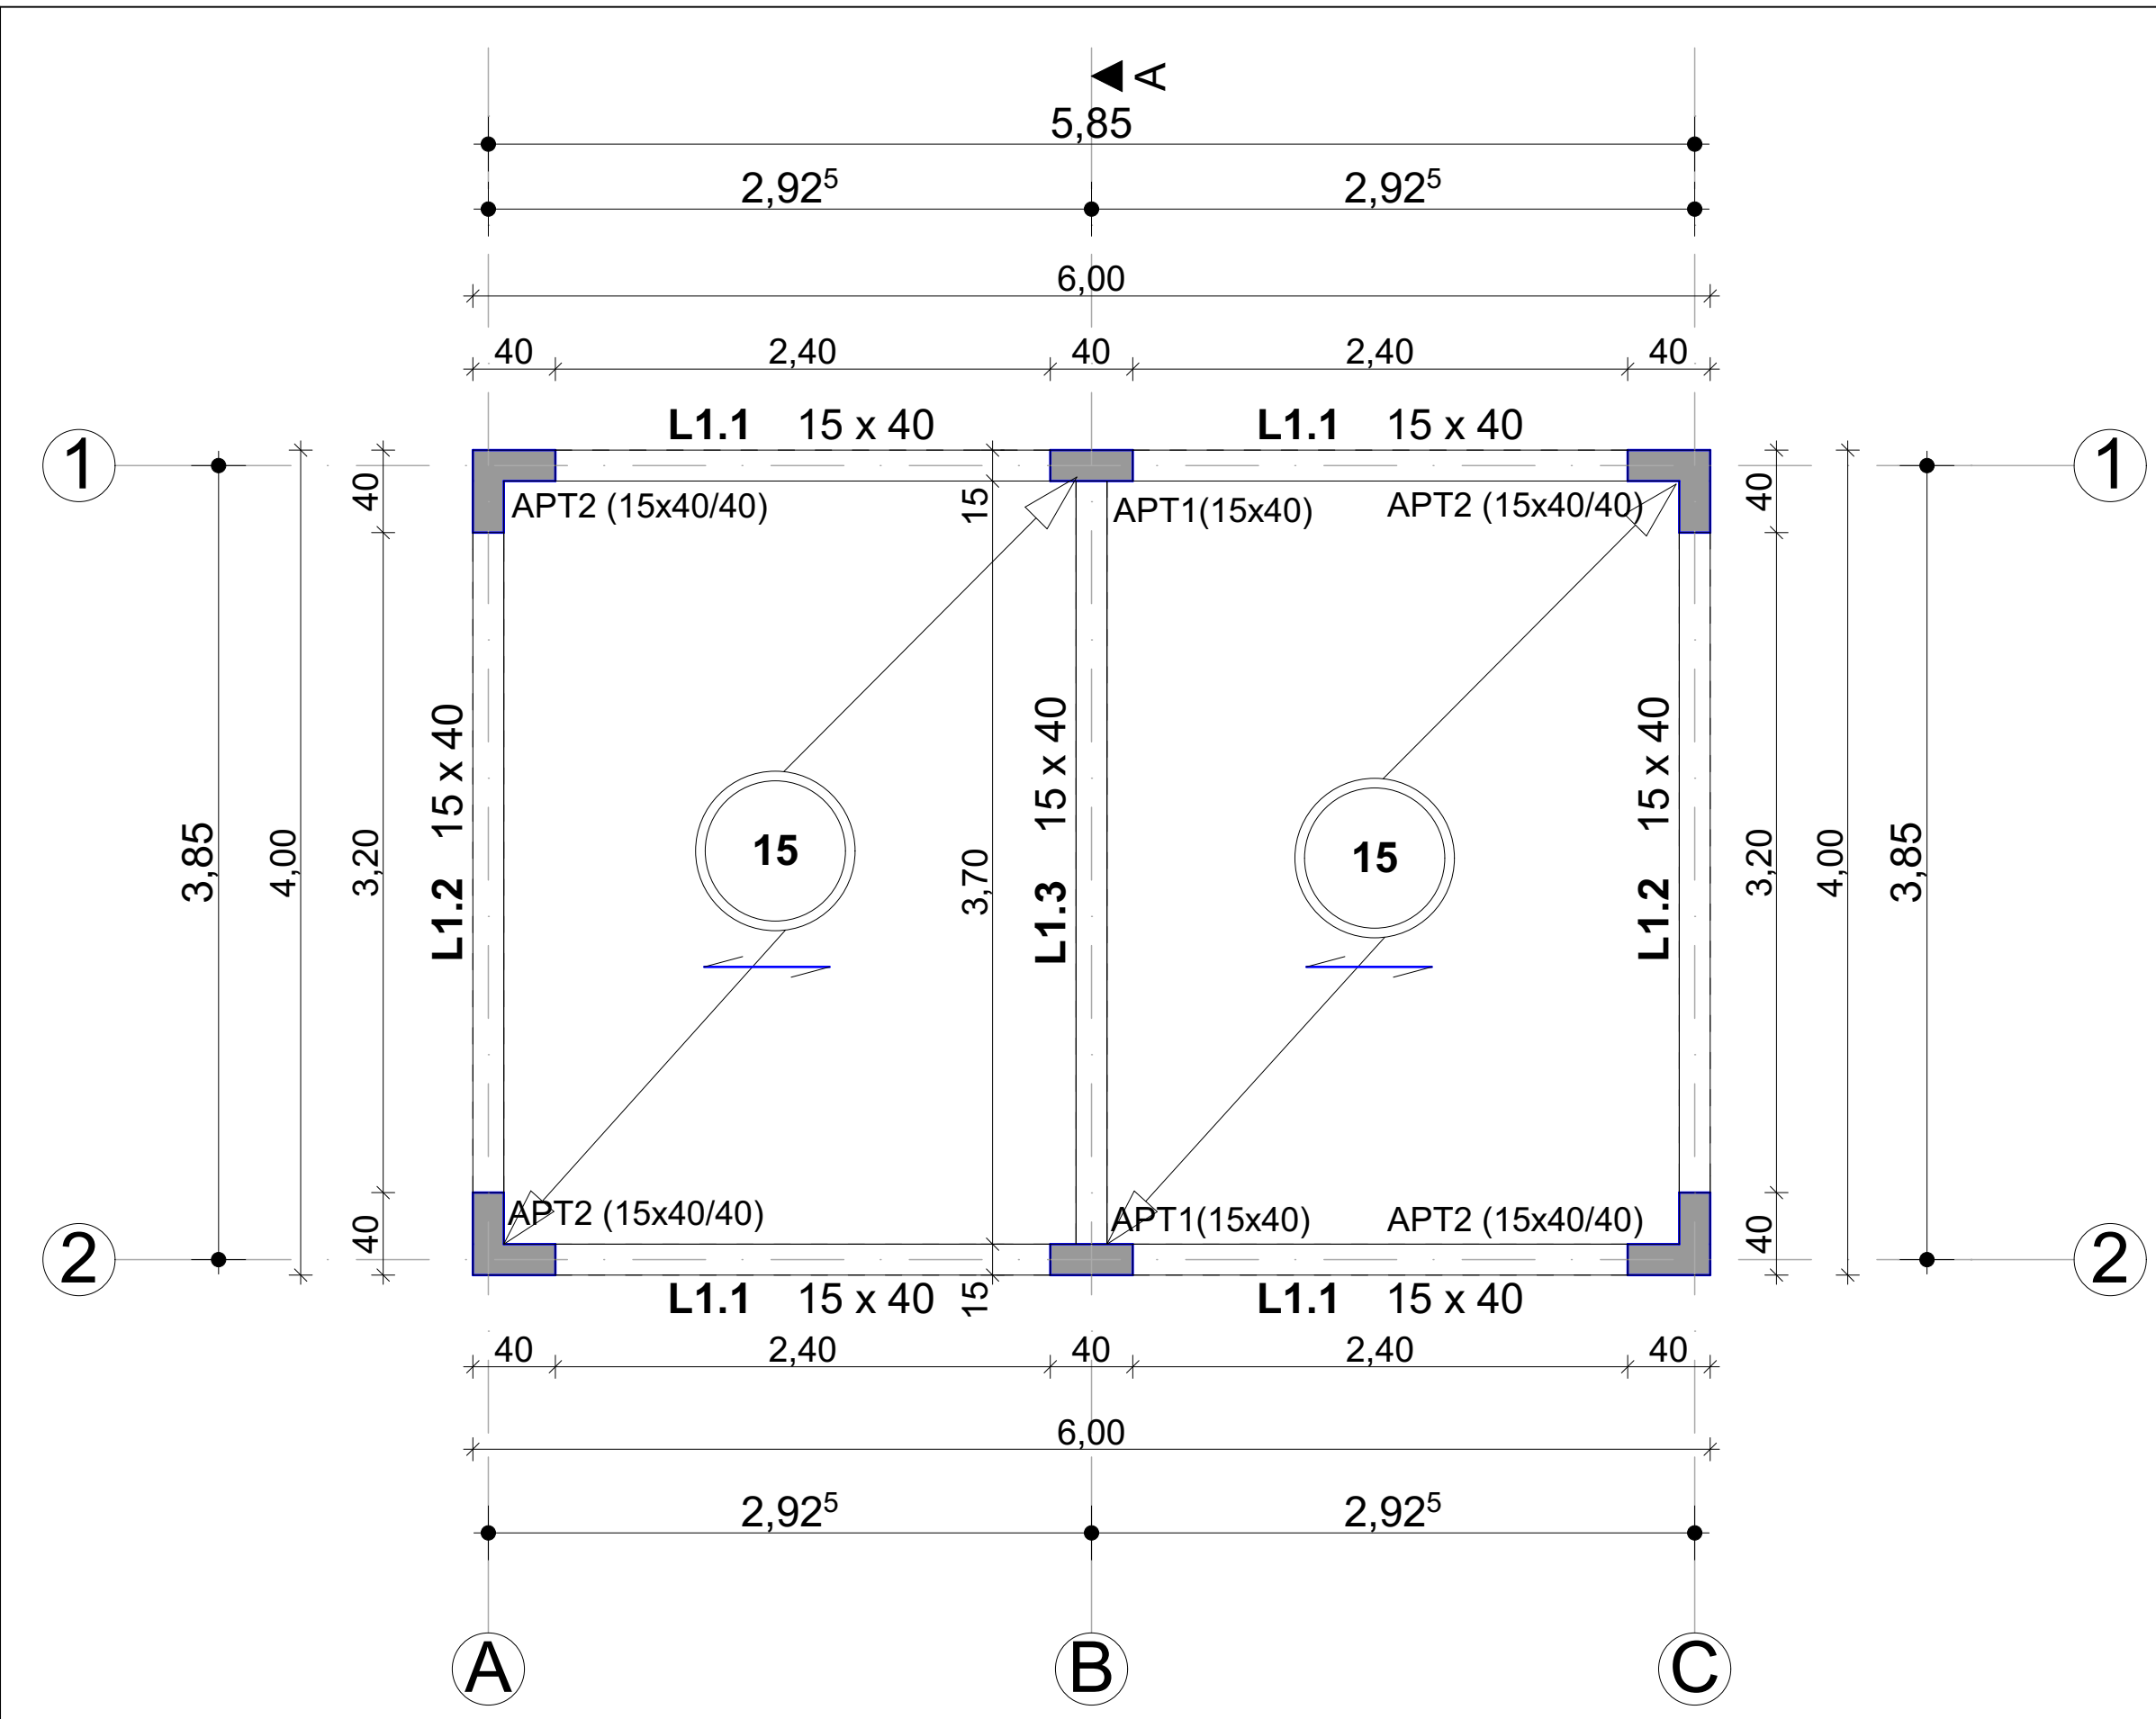 A
5,85
2,92⁵ 2,92⁵
6,00
40 2,40 40 2,40 40
L1.1 15 x 40 L1.1 15 x 40
1 1
40 15 40
APT2 (15x40/40) APT1(15x40) APT2 (15x40/40)
L1.2 15 x 40 L1.3 15 x 40 L1.2 15 x 40
15 15
3,85 4,00 3,20 3,70 3,20 4,00 3,85
APT2 (15x40/40) APT1(15x40) APT2 (15x40/40)
40 40
2 2
L1.1 15 x 40 15 L1.1 15 x 40
40 2,40 40 2,40 40
6,00
2,92⁵ 2,92⁵
A B C